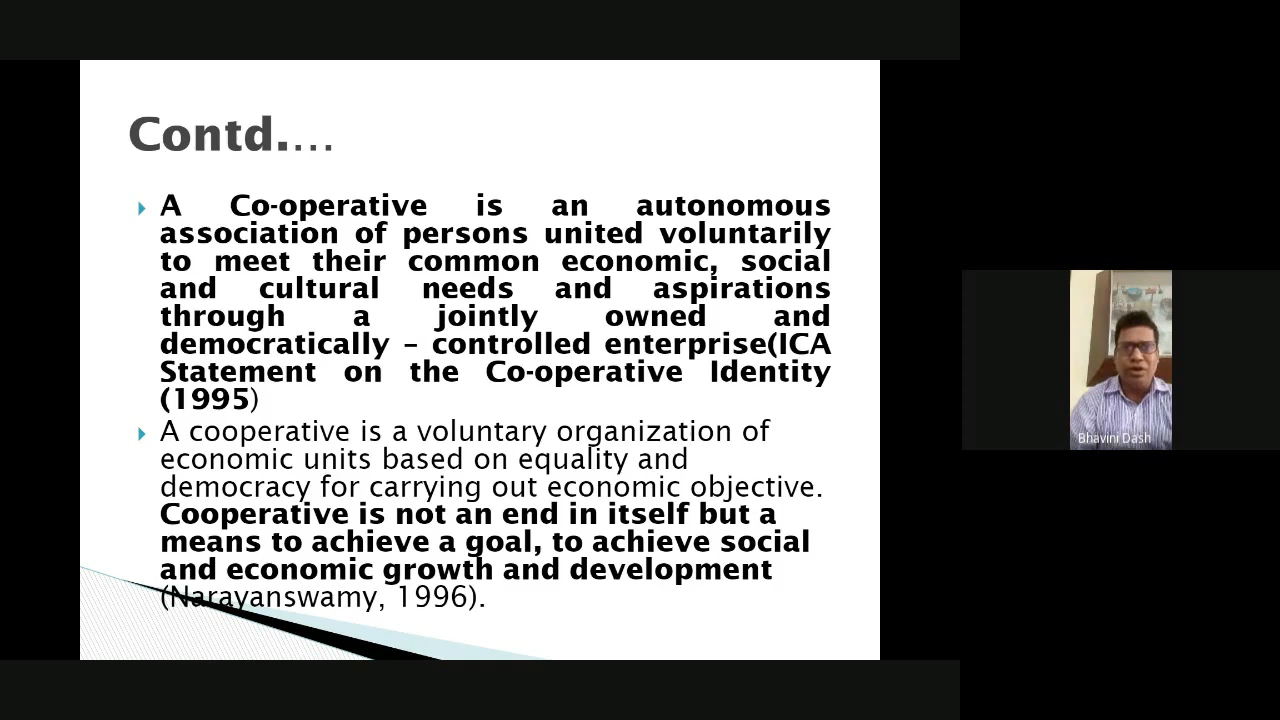 Contd.…
A Co-operative is an autonomous
association of persons united voluntarily
to meet their common economic, social
and cultural needs and aspirations
through a jointly owned and
democratically – controlled enterprise(ICA
Statement on the Co-operative Identity
(1995)
A cooperative is a voluntary organization of
economic units based on equality and
democracy for carrying out economic objective.
Cooperative is not an end in itself but a
means to achieve a goal, to achieve social
and economic growth and development
(Narayanswamy, 1996).
Bhavini Dash